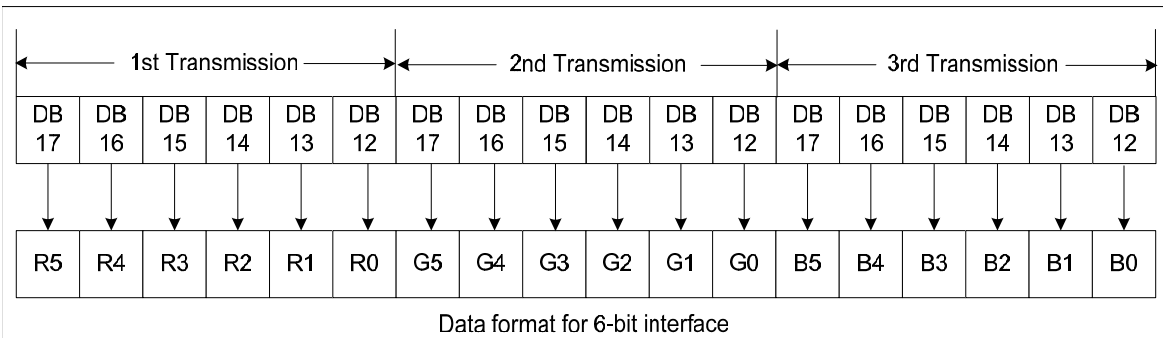 1st Transmission 2nd Transmission 3rd Transmission
DB DB DB DB DB DB DB DB DB DB DB DB DB DB DB DB DB DB
17 16 15 14 13 12 17 16 15 14 13 12 17 16 15 14 13 12
R5 R4 R3 R2 R1 R0 G5 G4 G3 G2 G1 G0 B5 B4 B3 B2 B1 B0
Data format for 6-bit interface